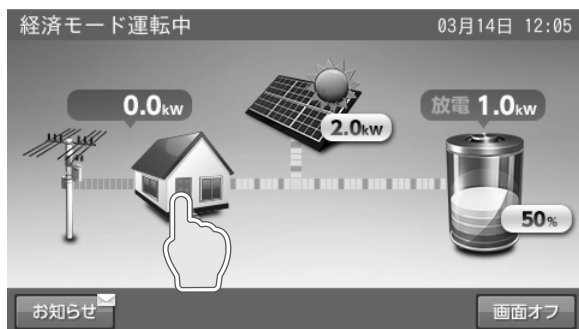 経済モード運転中
03月14日 12:05
0.0kw
2.0kw
放電 1.0kw
50%
お知らせ
画面オフ